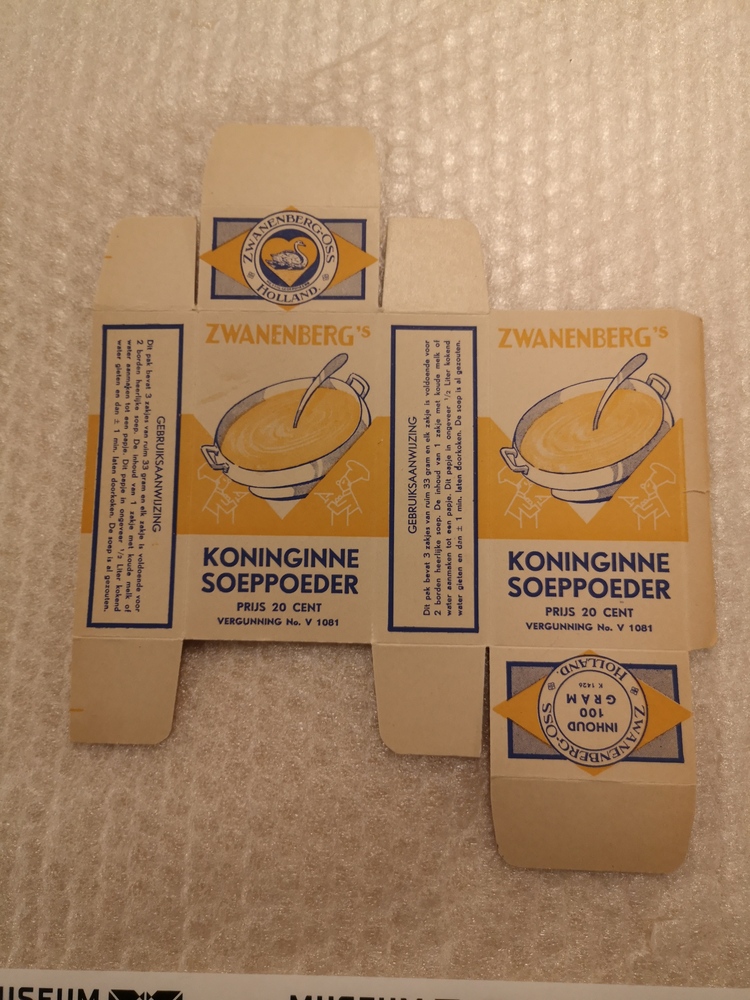 ZWANENBERG-OSS
HOLLAND.
GEBRUIKSAANWIJZING
Dit pak bevat 3 zakjes van ruim 33 gram en elk zakje is voldoende voor
2 borden heerlijke soep. De inhoud van 1 zakje met koude melk of
water aanmaken tot een papje. Dit papje in ongeveer 1/2 Liter kokend
water gieten en dan ± 1 min. laten doorkoken. De soep is al gezouten.
ZWANENBERG'S
KONINGINNE
SOEPPOEDER
PRIJS 20 CENT
VERGUNNING No. V 1081
GEBRUIKSAANWIJZING
Dit pak bevat 3 zakjes van ruim 33 gram en elk zakje is voldoende voor
2 borden heerlijke soep. De inhoud van 1 zakje met koude melk of
water aanmaken tot een papje. Dit papje in ongeveer 1/2 Liter kokend
water gieten en dan ± 1 min. laten doorkoken. De soep is al gezouten.
ZWANENBERG'S
KONINGINNE
SOEPPOEDER
PRIJS 20 CENT
VERGUNNING No. V 1081
ZWANENBERG-OSS
HOLLAND.
INHOUD
100
GRAM
K 1426
MUSEUM